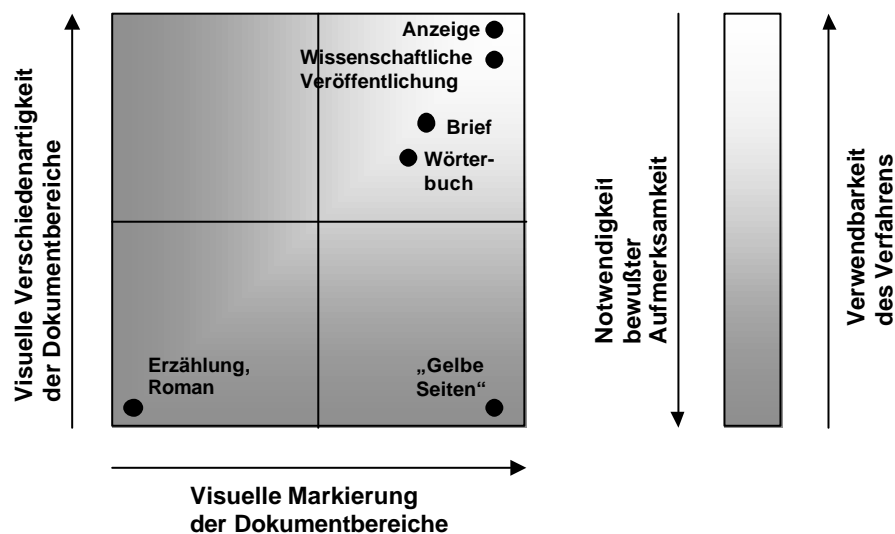 Visuelle Verschiedenartigkeit
der Dokumentbereiche
Anzeige
Wissenschaftliche
Veröffentlichung
Brief
Wörter-
buch
Erzählung,
Roman
„Gelbe
Seiten“
Visuelle Markierung
der Dokumentbereiche
Notwendigkeit
bewußter
Aufmerksamkeit
Verwendbarkeit
des Verfahrens